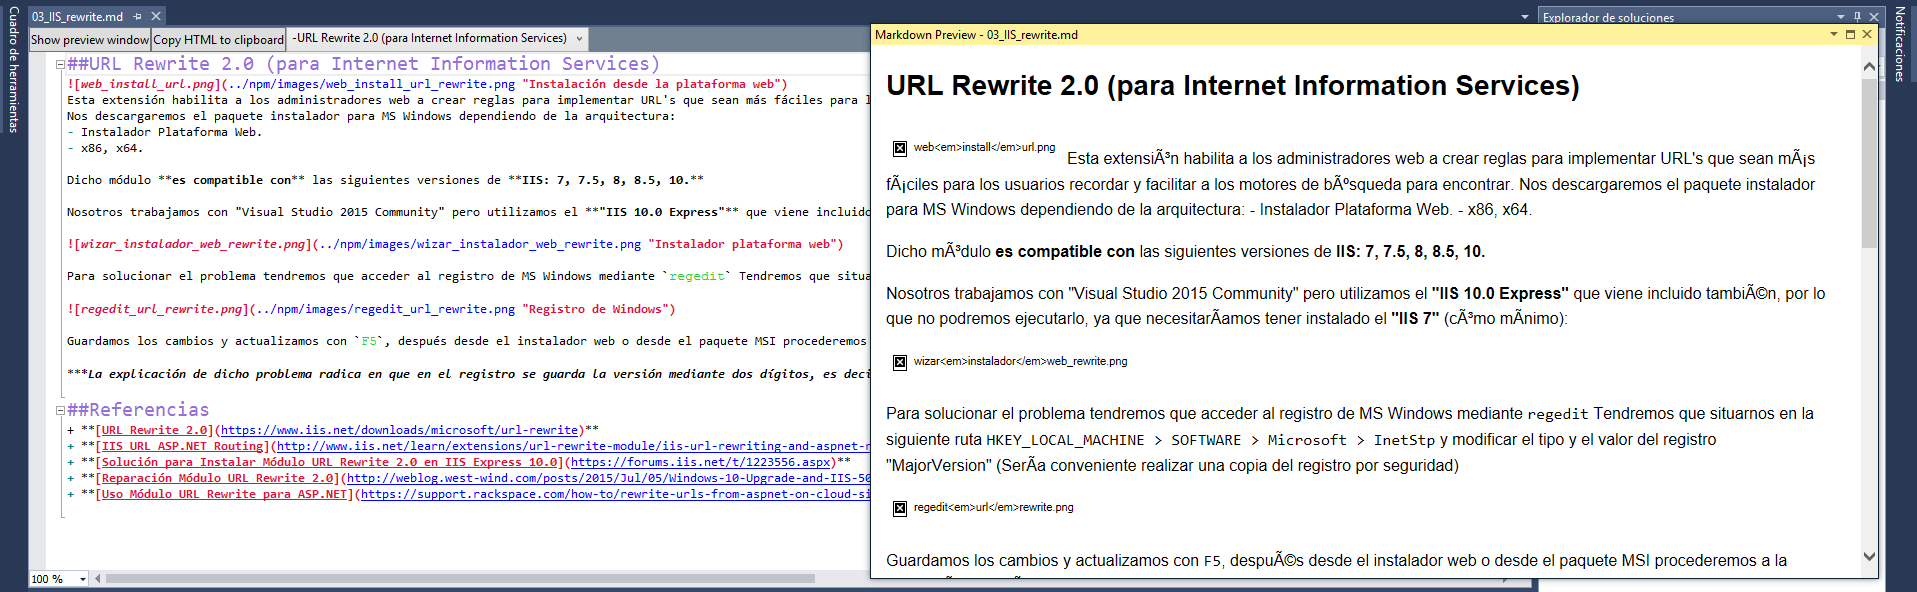 Cuadro de herramientas
03_IIS_rewrite.md
Show preview window Copy HTML to clipboard -URL Rewrite 2.0 (para Internet Information Services)
##URL Rewrite 2.0 (para Internet Information Services)
![web_install_url.png](../npm/images/web_install_url_rewrite.png "Instalación desde la plataforma web")
Esta extensión habilita a los administradores web a crear reglas para implementar URL's que sean más fáciles para l
Nos descargaremos el paquete instalador para MS Windows dependiendo de la arquitectura:
- Instalador Plataforma Web.
- x86, x64.
Dicho módulo **es compatible con** las siguientes versiones de **IIS: 7, 7.5, 8, 8.5, 10.**
Nosotros trabajamos con "Visual Studio 2015 Community" pero utilizamos el **"IIS 10.0 Express"** que viene incluido
![wizar_instalador_web_rewrite.png](../npm/images/wizar_instalador_web_rewrite.png "Instalador plataforma web")
Para solucionar el problema tendremos que acceder al registro de MS Windows mediante `regedit` Tendremos que situa
![regedit_url_rewrite.png](../npm/images/regedit_url_rewrite.png "Registro de Windows")
Guardamos los cambios y actualizamos con `F5`, después desde el instalador web o desde el paquete MSI procederemos
***La explicación de dicho problema radica en que en el registro se guarda la versión mediante dos dígitos, es deci
##Referencias
+ **[URL Rewrite 2.0](https://www.iis.net/downloads/microsoft/url-rewrite)**
+ **[IIS URL ASP.NET Routing](http://www.iis.net/learn/extensions/url-rewrite-module/iis-url-rewriting-and-aspnet-r
+ **[Solución para Instalar Módulo URL Rewrite 2.0 en IIS Express 10.0](https://forums.iis.net/t/1223556.aspx)**
+ **[Reparación Módulo URL Rewrite 2.0](http://weblog.west-wind.com/posts/2015/Jul/05/Windows-10-Upgrade-and-IIS-50
+ **[Uso Módulo URL Rewrite para ASP.NET](https://support.rackspace.com/how-to/rewrite-urls-from-aspnet-on-cloud-si
100 %
Explorador de soluciones
Notificaciones
Markdown Preview - 03_IIS_rewrite.md
URL Rewrite 2.0 (para Internet Information Services)
web<em>install</em>url.png Esta extensiÃ³n habilita a los administradores web a crear reglas para implementar URL's que sean mÃ¡s
fÃ¡ciles para los usuarios recordar y facilitar a los motores de bÃºsqueda para encontrar. Nos descargaremos el paquete instalador
para MS Windows dependiendo de la arquitectura: - Instalador Plataforma Web. - x86, x64.
Dicho mÃ³dulo es compatible con las siguientes versiones de IIS: 7, 7.5, 8, 8.5, 10.
Nosotros trabajamos con "Visual Studio 2015 Community" pero utilizamos el "IIS 10.0 Express" que viene incluido tambiÃ©n, por lo
que no podremos ejecutarlo, ya que necesitarÃamos tener instalado el "IIS 7" (cÃ³mo mÃnimo):
wizar<em>instalador</em>web_rewrite.png
Para solucionar el problema tendremos que acceder al registro de MS Windows mediante regedit Tendremos que situarnos en la
siguiente ruta HKEY_LOCAL_MACHINE > SOFTWARE > Microsoft > InetStp y modificar el tipo y el valor del registro
"MajorVersion" (SerÃa conveniente realizar una copia del registro por seguridad)
regedit<em>url</em>rewrite.png
Guardamos los cambios y actualizamos con F5, despuÃ©s desde el instalador web o desde el paquete MSI procederemos a la